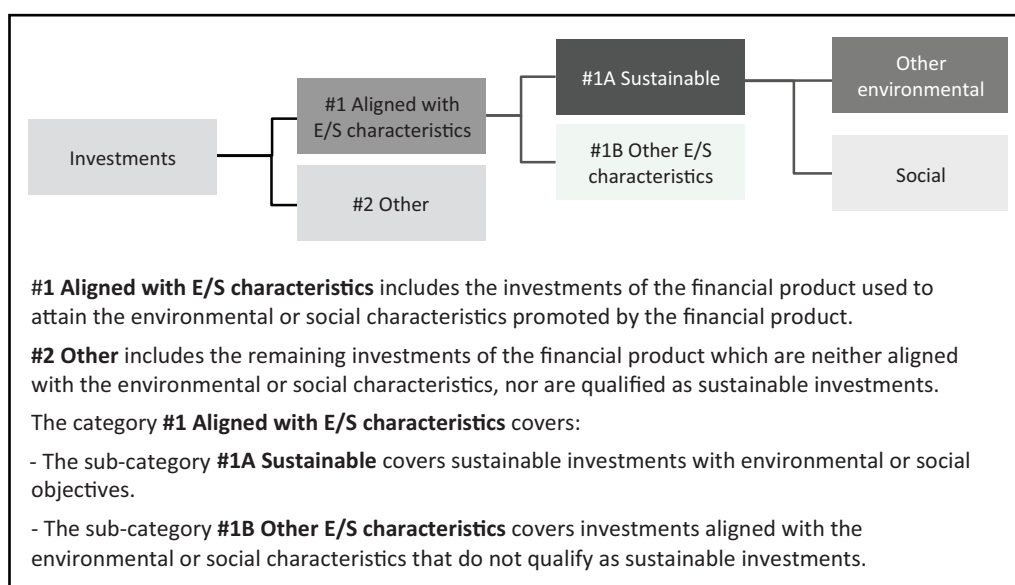 Investments
#1 Aligned with
E/S characteristics
#2 Other
#1A Sustainable
#1B Other E/S
characteristics
Other
environmental
Social
#1 Aligned with E/S characteristics includes the investments of the financial product used to
attain the environmental or social characteristics promoted by the financial product.
#2 Other includes the remaining investments of the financial product which are neither aligned
with the environmental or social characteristics, nor are qualified as sustainable investments.
The category #1 Aligned with E/S characteristics covers:
- The sub-category #1A Sustainable covers sustainable investments with environmental or social
objectives.
- The sub-category #1B Other E/S characteristics covers investments aligned with the
environmental or social characteristics that do not qualify as sustainable investments.